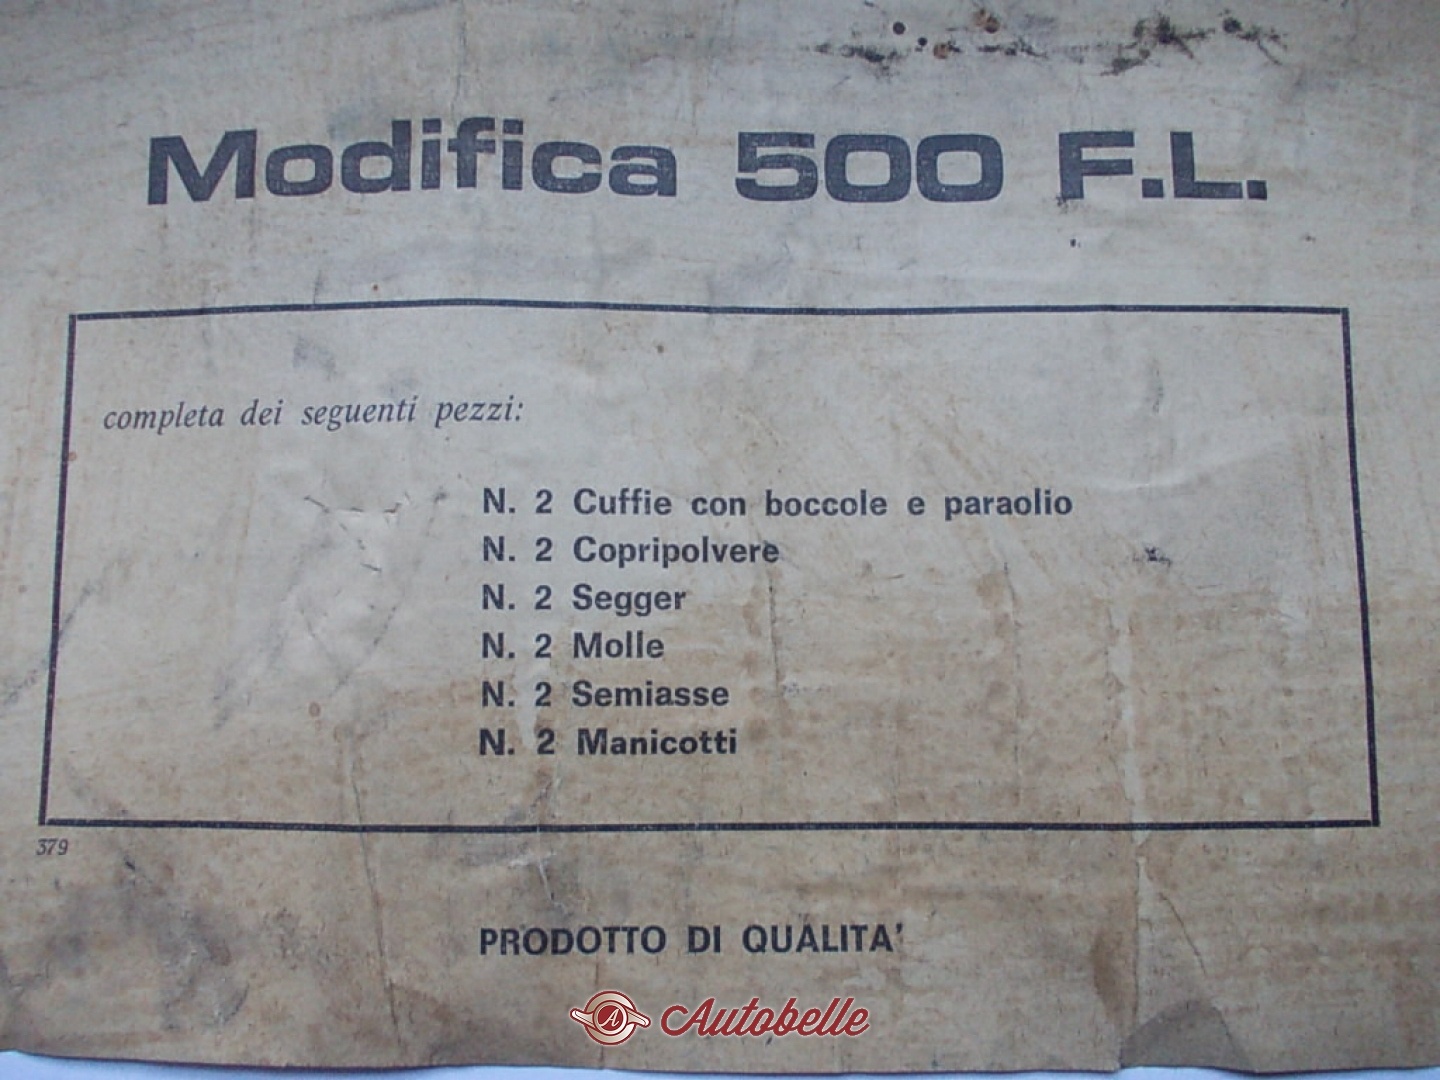 Modifica 500 F.L.
completa dei seguenti pezzi:
N. 2 Cuffie con boccole e paraolio
N. 2 Copripolvere
N. 2 Segger
N. 2 Molle
N. 2 Semiasse
N. 2 Manicotti
379
PRODOTTO DI QUALITA'
A Autobelle